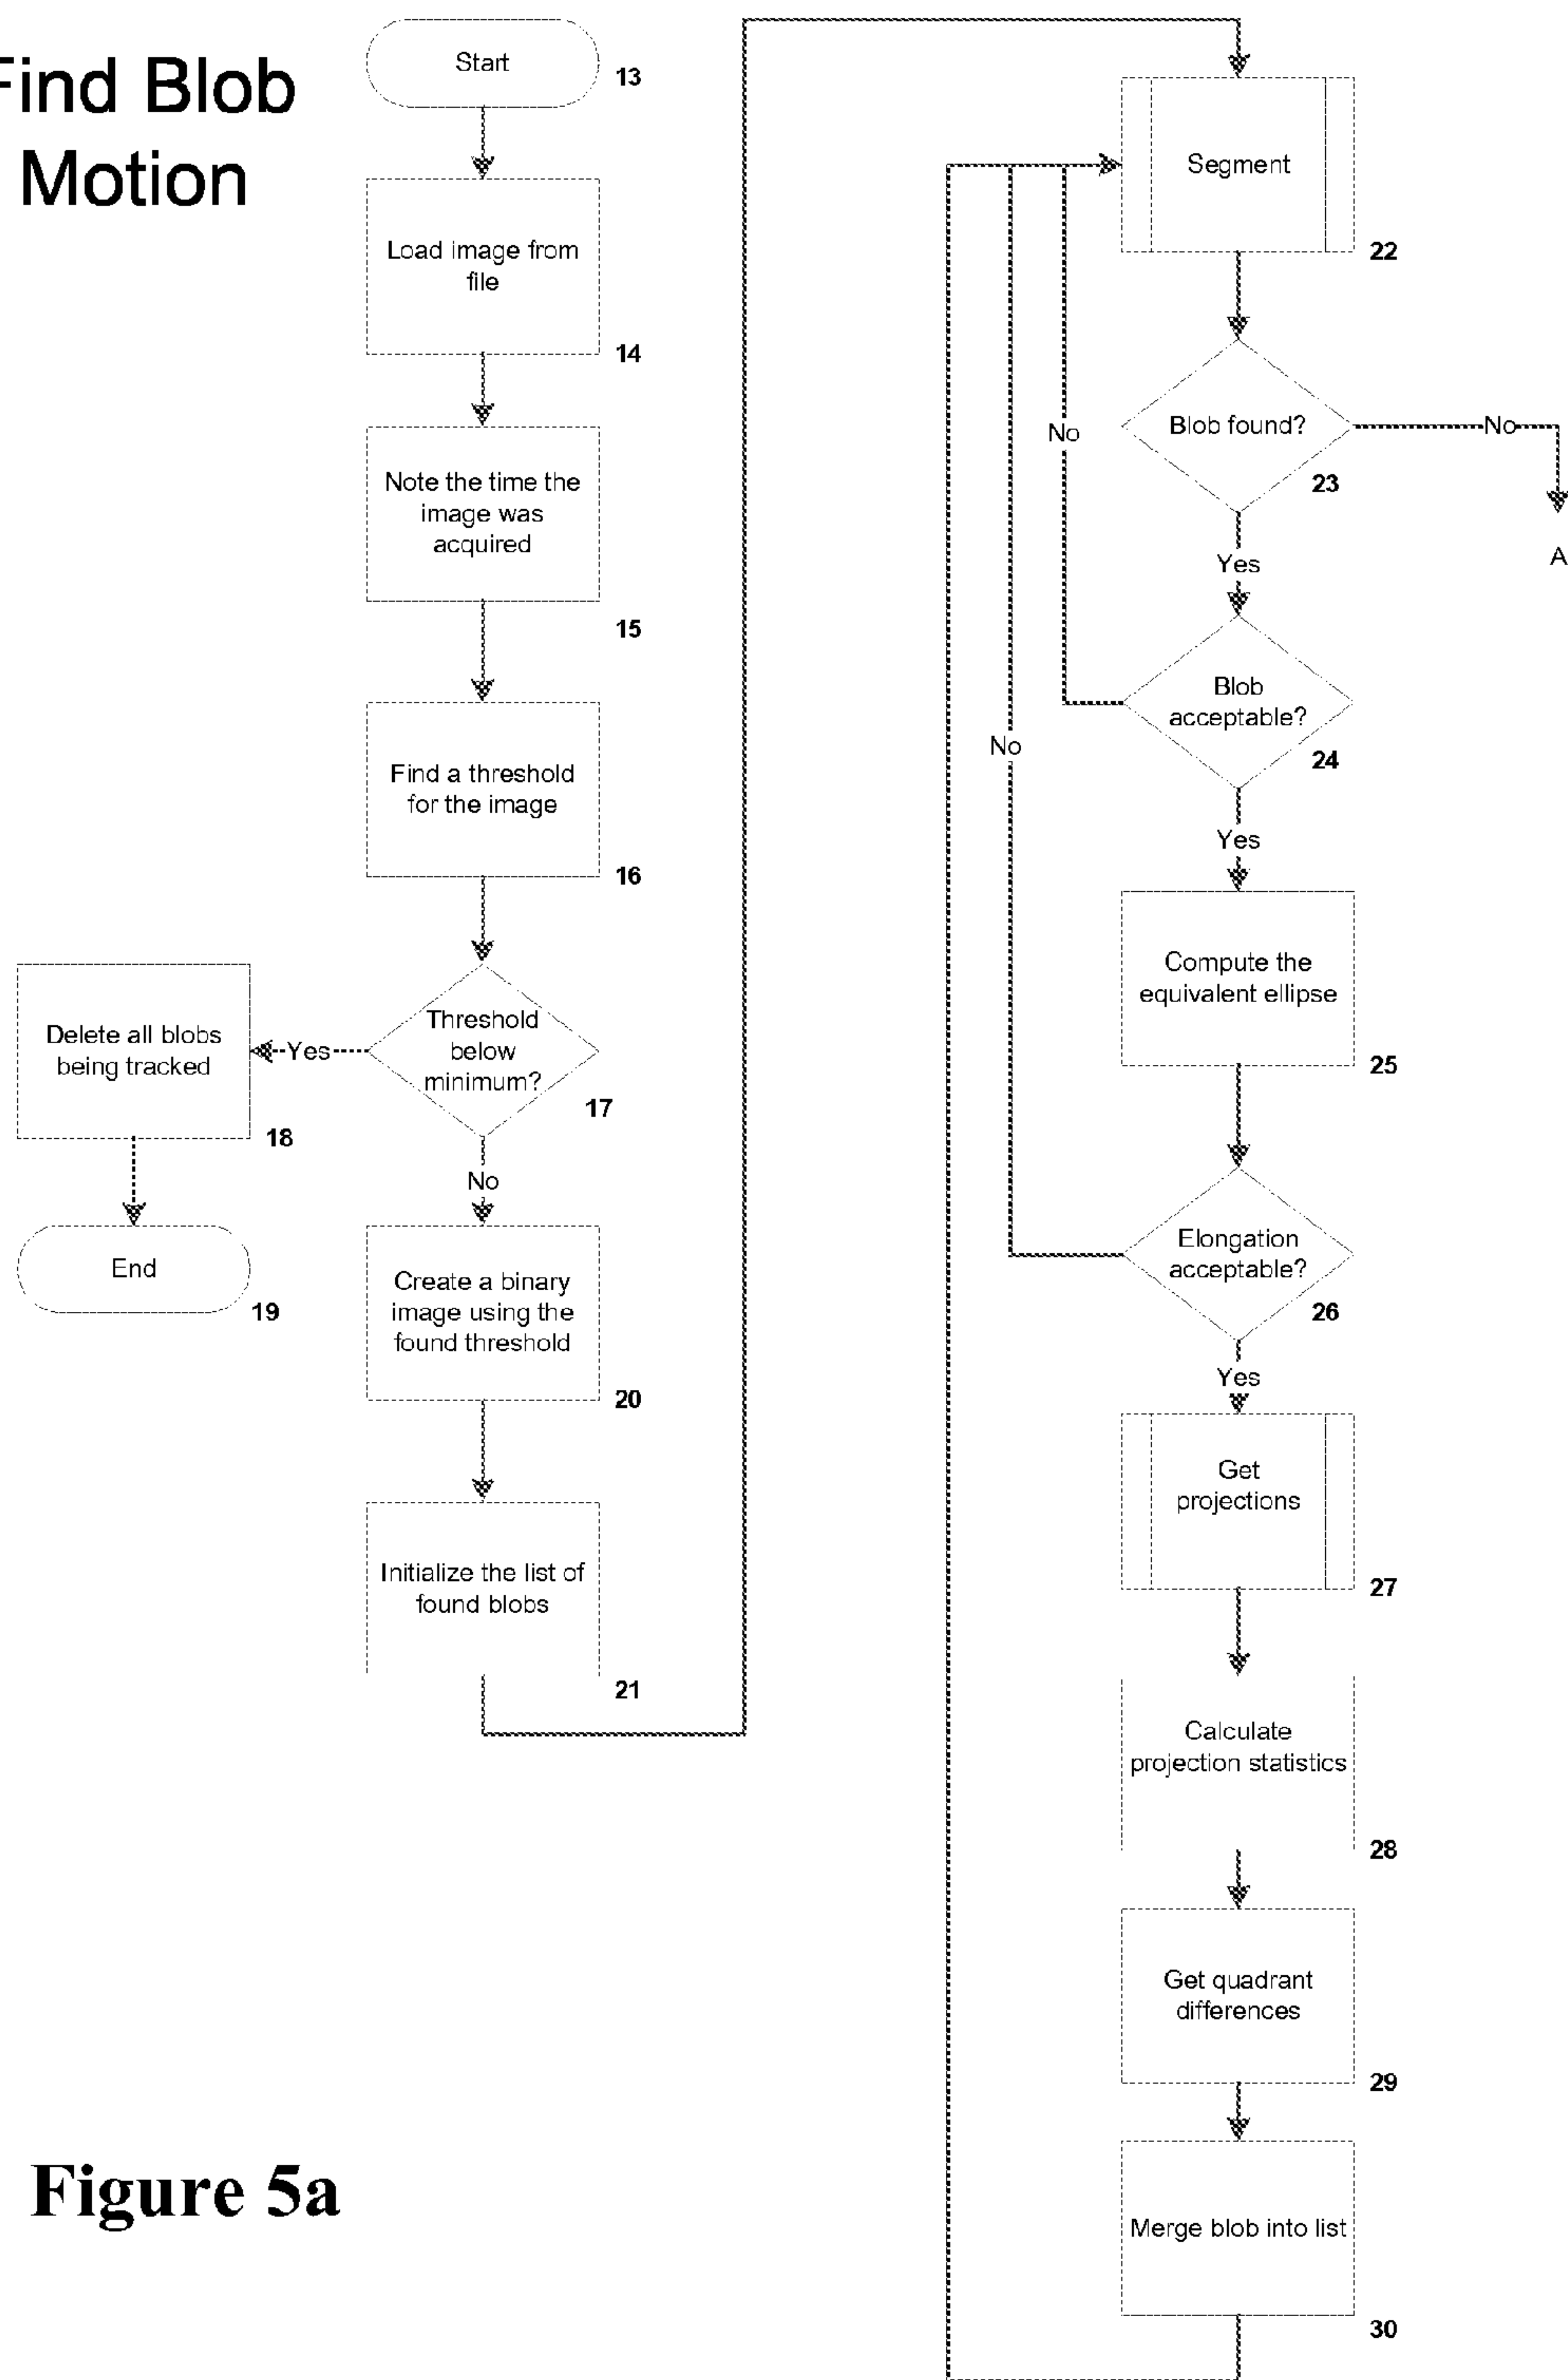 Find Blob
Motion
Start
13
Load image from
file
14
Note the time the
image was
acquired
15
Find a threshold
for the image
16
Threshold
below
minimum?
17
Yes
Delete all blobs
being tracked
18
End
19
No
Create a binary
image using the
found threshold
20
Initialize the list of
found blobs
21
Segment
22
Blob found?
23
No
A
Yes
Blob
acceptable?
24
No
Yes
Compute the
equivalent ellipse
25
Elongation
acceptable?
26
No
Yes
Get
projections
27
Calculate
projection statistics
28
Get quadrant
differences
29
Merge blob into list
30
Figure 5a